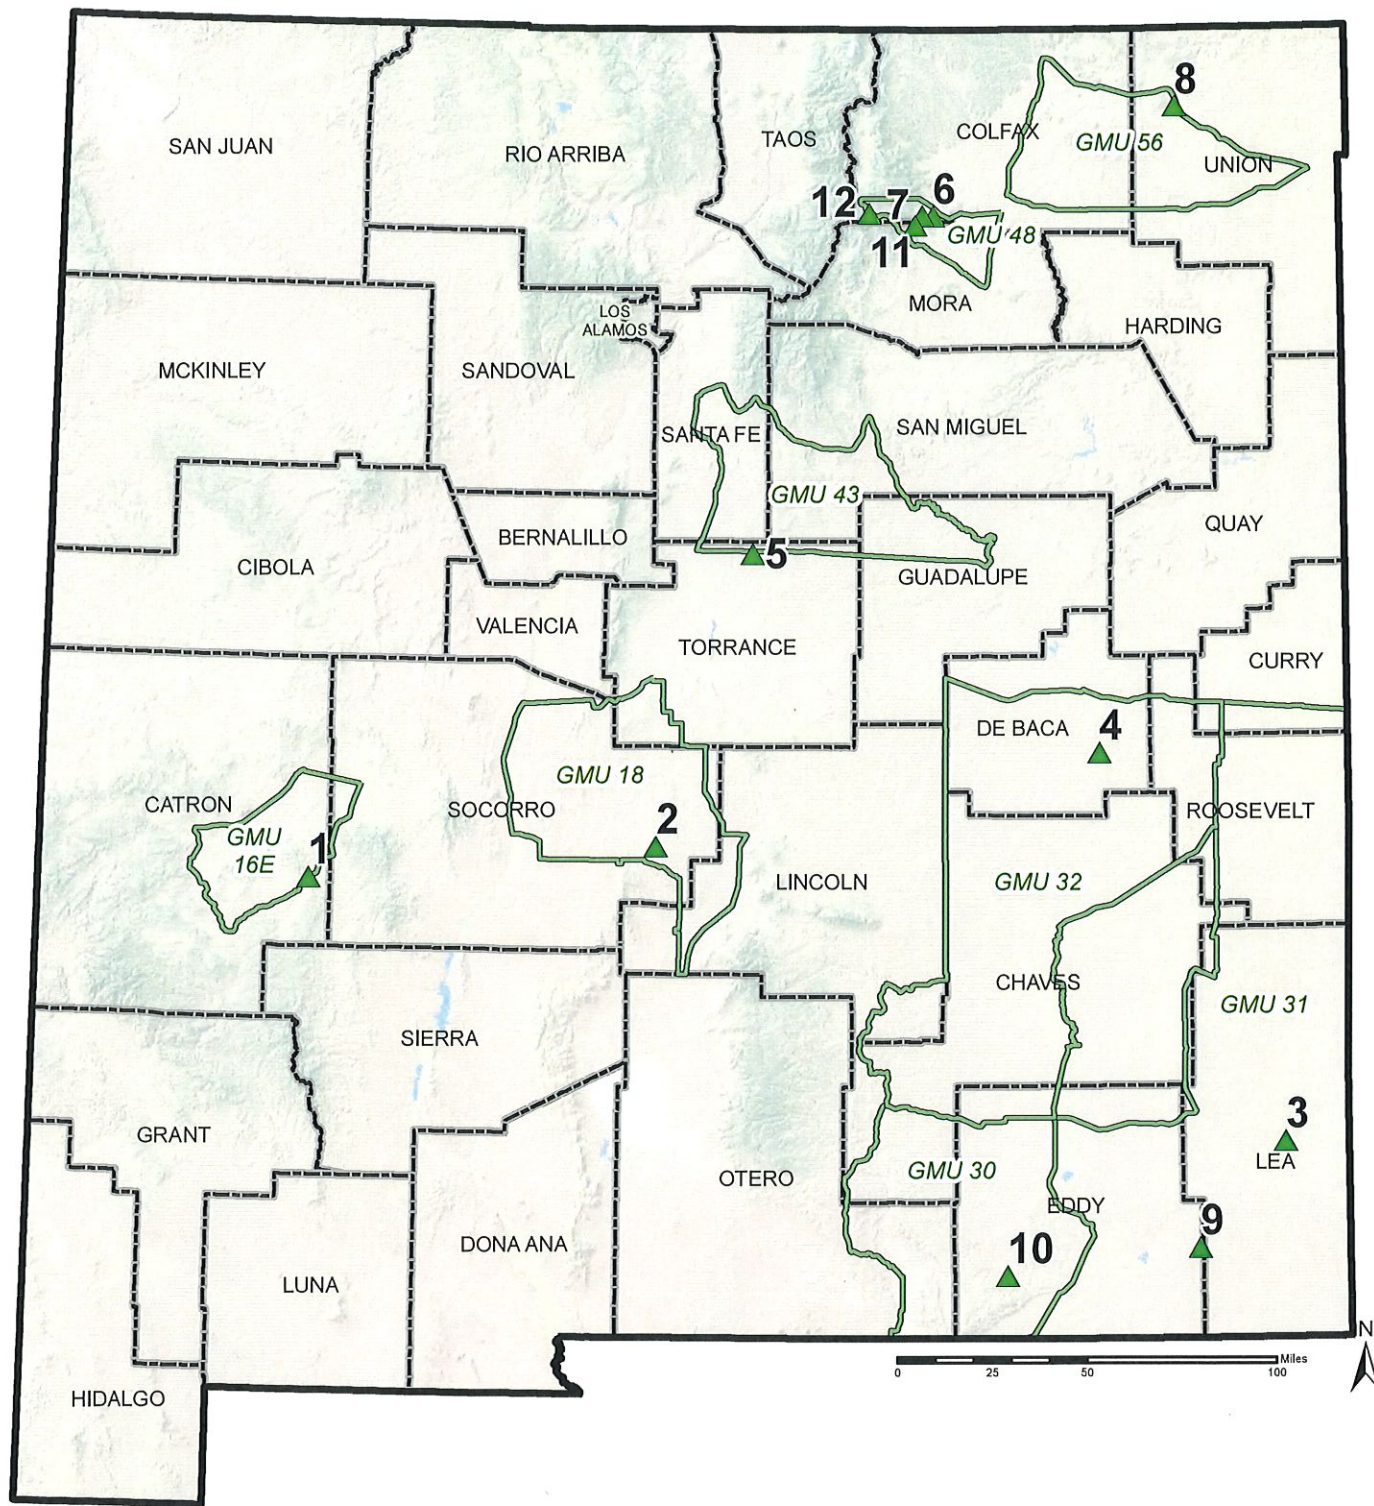 8
SAN JUAN
RIO ARRIBA
TAOS
COLFAX
GMU 56
UNION
12
7
6
11
GMU 48
MORA
LOS
ALAMOS
HARDING
MCKINLEY
SANDOVAL
SANTA FE
SAN MIGUEL
GMU 43
QUAY
BERNALILLO
5
CIBOLA
GUADALUPE
VALENCIA
TORRANCE
CURRY
DE BACA
4
GMU 18
CATRON
SOCORRO
ROOSEVELT
2
GMU
16E
1
LINCOLN
GMU 32
CHAVES
GMU 31
SIERRA
3
GRANT
LEA
OTERO
GMU 30
EDDY
9
DONA ANA
10
LUNA
N
Miles
0 25 50 100
HIDALGO